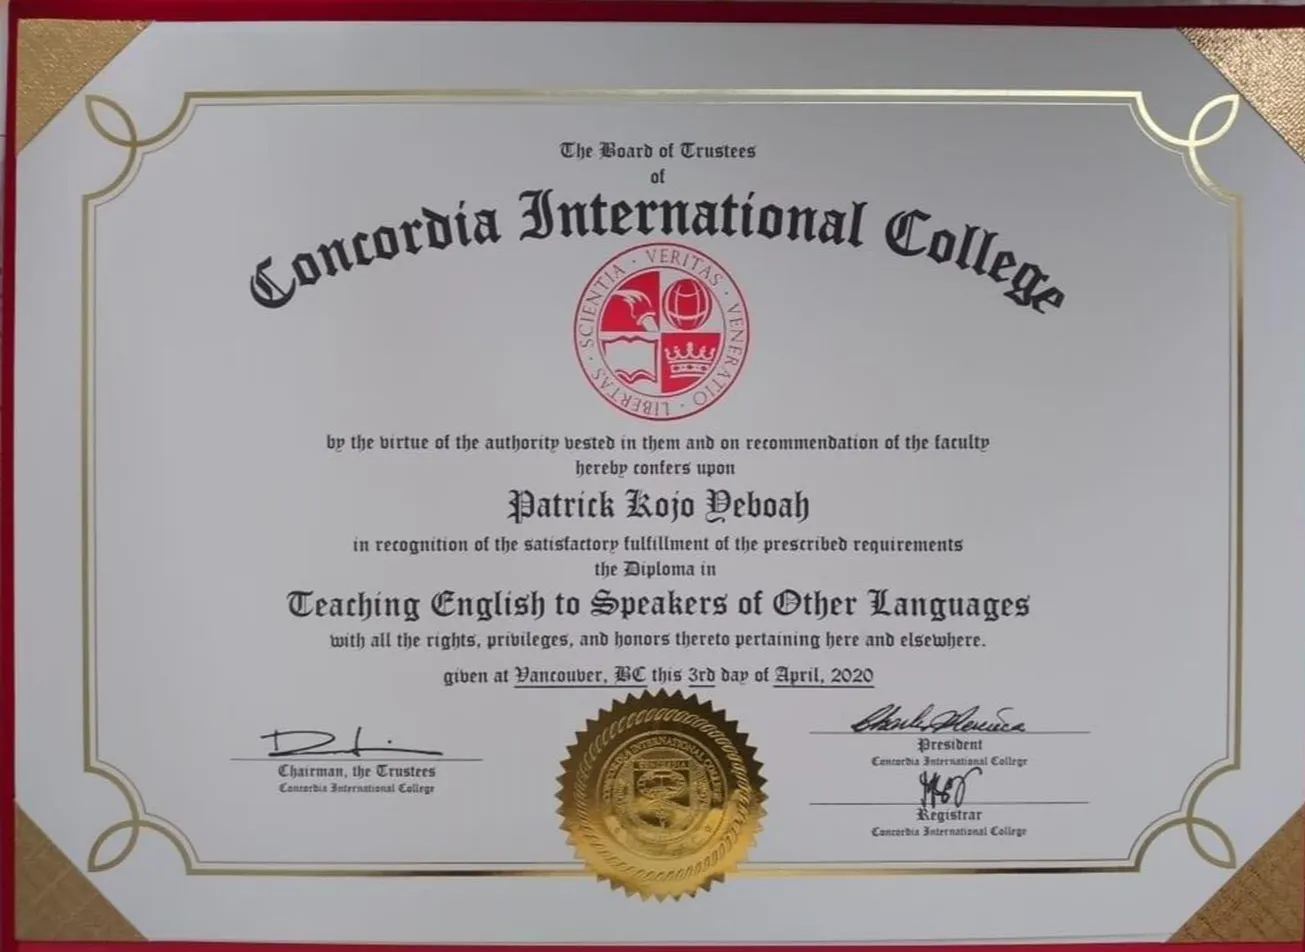 The Board of Trustees
of
Concordia International College
SCIENTIA · VERITAS · VENERATIO · LIBERTAS ·
by the virtue of the authority vested in them and on recommendation of the faculty
hereby confers upon
Patrick Kojo Yeboah
in recognition of the satisfactory fulfillment of the prescribed requirements
the Diploma in
Teaching English to Speakers of Other Languages
with all the rights, privileges, and honors thereto pertaining here and elsewhere.
given at Vancouver, BC this 3rd day of April, 2020
Chairman, the Trustees
Concordia International College
CONCORDIA INTERNATIONAL COLLEGE
CONCORDIA
President
Concordia International College
Registrar
Concordia International College